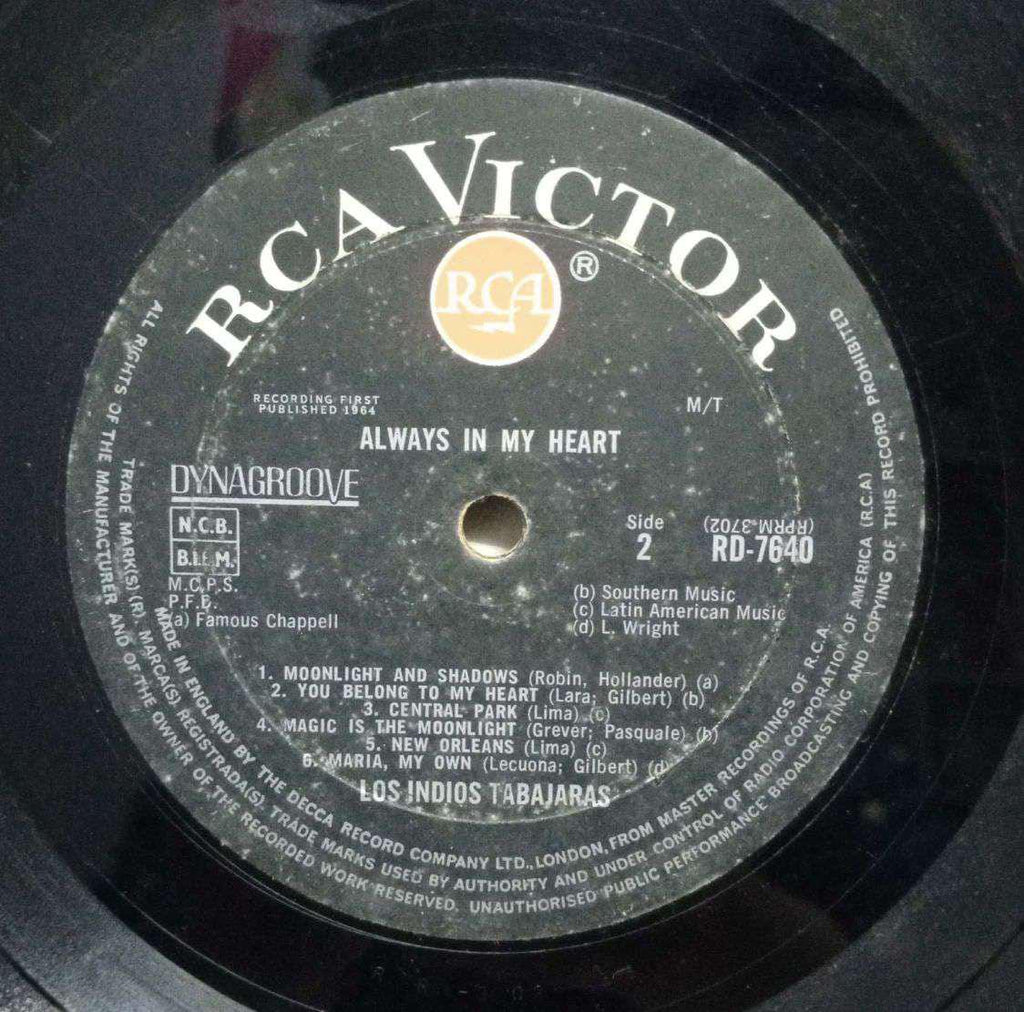 RCA VICTOR
RCA ®
RECORDING FIRST
PUBLISHED 1964
M/T
ALWAYS IN MY HEART
DYNAGROOVE
N.C.B.
B.I.E.M.
M.C.P.S.
P.F.B.
(a) Famous Chappell
Side
2
(RPRM-3702)
RD-7640
(b) Southern Music
(c) Latin American Music
(d) L. Wright
1. MOONLIGHT AND SHADOWS (Robin, Hollander) (a)
2. YOU BELONG TO MY HEART (Lara; Gilbert) (b)
3. CENTRAL PARK (Lima) (c)
4. MAGIC IS THE MOONLIGHT (Grever; Pasquale) (b)
5. NEW ORLEANS (Lima) (c)
6. MARIA, MY OWN (Lecuona; Gilbert) (d)
LOS INDIOS TABAJARAS
MADE IN ENGLAND BY THE DECCA RECORD COMPANY LTD., LONDON, FROM MASTER RECORDINGS OF R.C.A.
TRADE MARK(S) (R). MARCA(S) REGISTRADA(S). TRADE MARKS USED BY AUTHORITY AND UNDER CONTROL OF RADIO CORPORATION OF AMERICA (R.C.A)
ALL RIGHTS OF THE MANUFACTURER AND OF THE OWNER OF THE RECORDED WORK RESERVED. UNAUTHORISED PUBLIC PERFORMANCE BROADCASTING AND COPYING OF THIS RECORD PROHIBITED